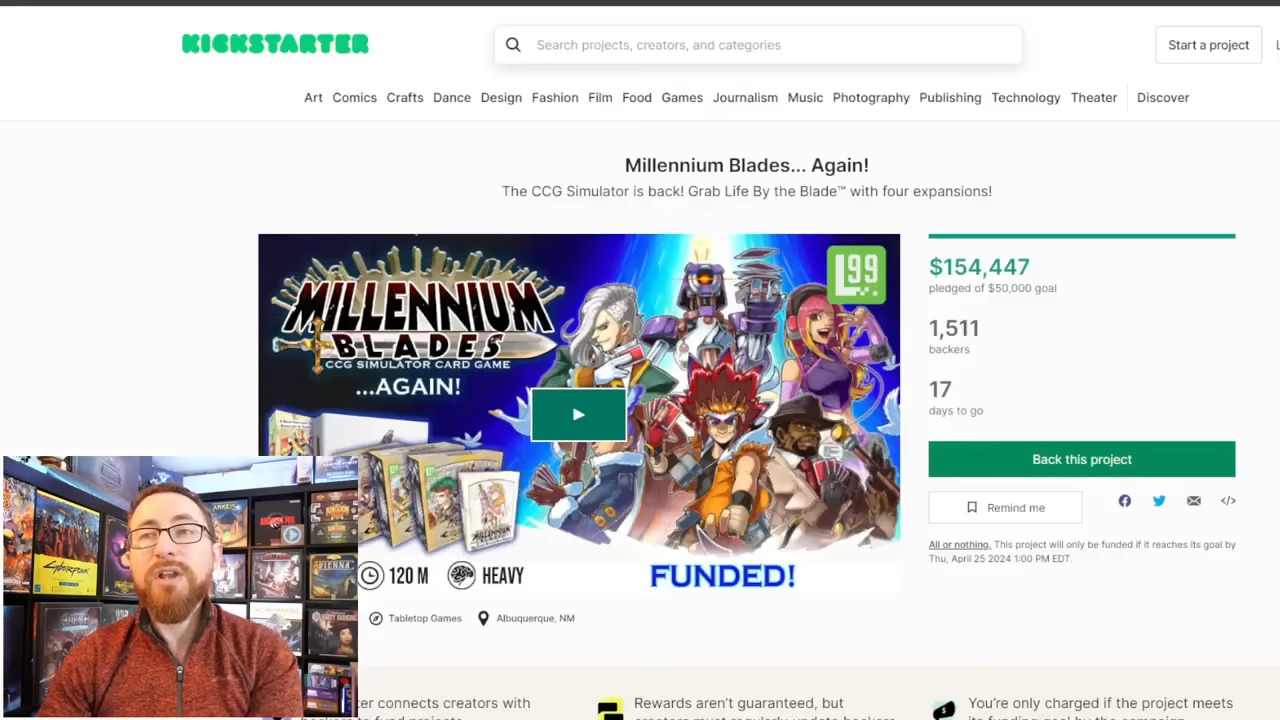 KICKSTARTER
Search projects, creators, and categories
Start a project
Art Comics Crafts Dance Design Fashion Film Food Games Journalism Music Photography Publishing Technology Theater Discover
Millennium Blades... Again!
The CCG Simulator is back! Grab Life By the Blade™ with four expansions!
L99
MILLENNIUM
BLADES
CCG SIMULATOR CARD GAME
...AGAIN!
120 M
HEAVY
FUNDED!
$154,447
pledged of $50,000 goal
1,511
backers
17
days to go
Back this project
Remind me
All or nothing. This project will only be funded if it reaches its goal by
Thu, April 25 2024 1:00 PM EDT.
Tabletop Games
Albuquerque, NM
CYBERPUNK
VIENNA
connects creators with
Rewards aren't guaranteed, but
You're only charged if the project meets